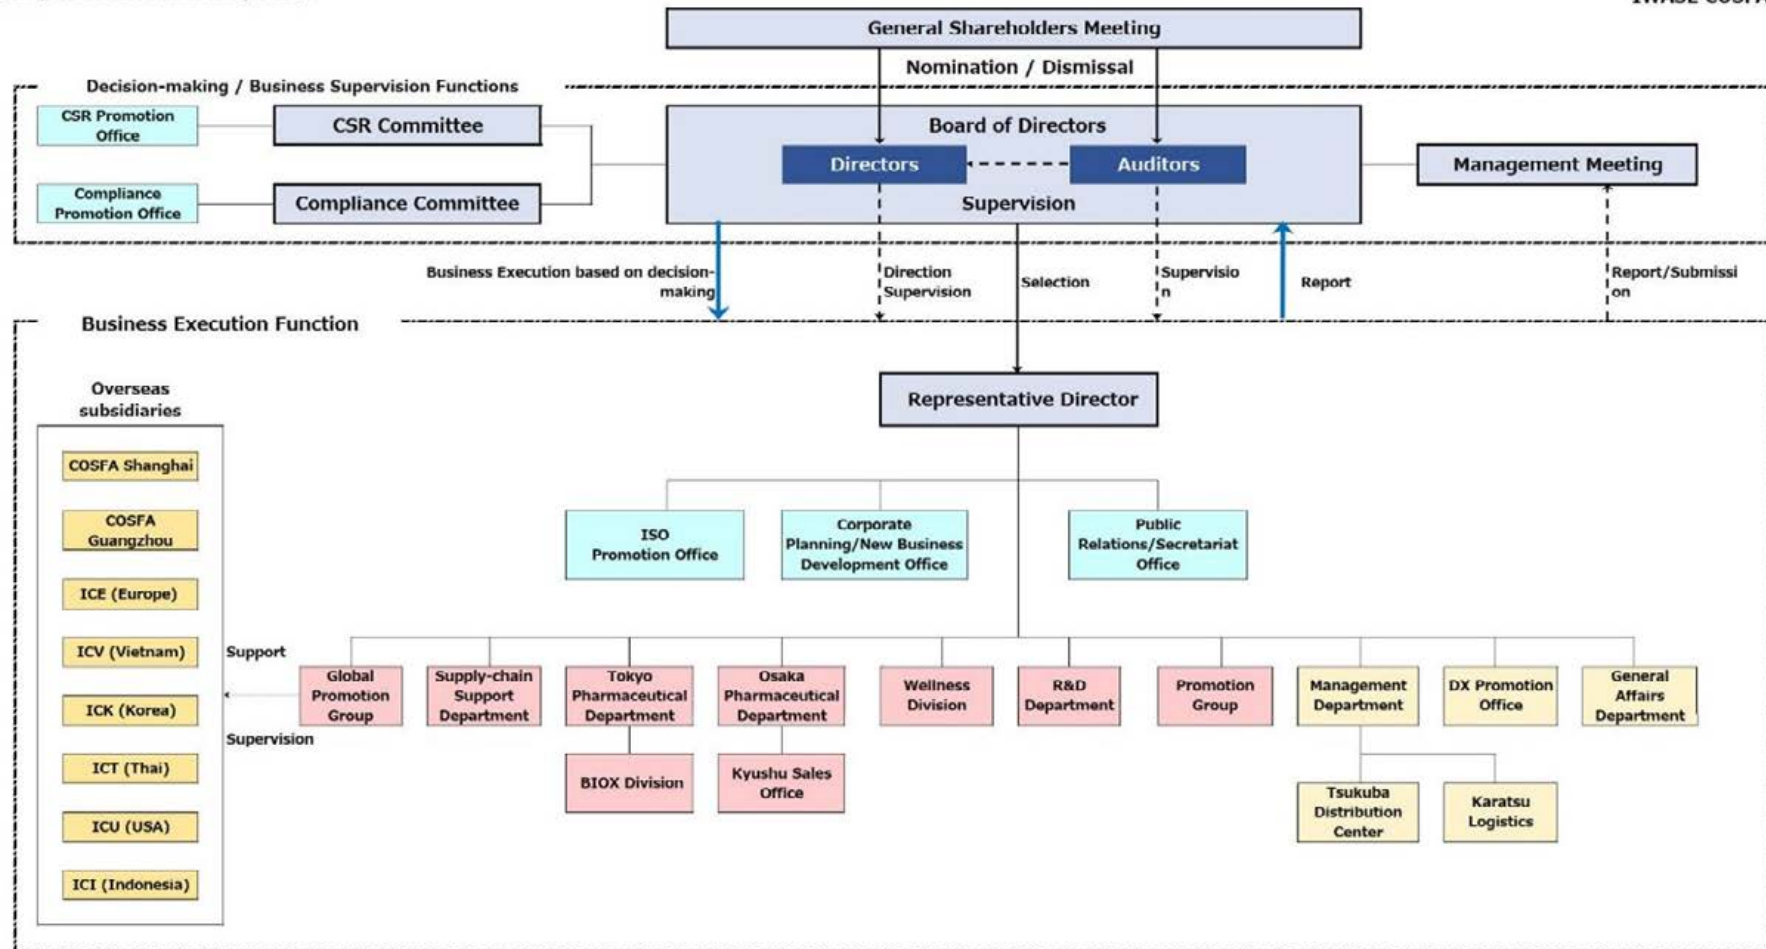 General Shareholders Meeting
Nomination / Dismissal
Decision-making / Business Supervision Functions
CSR Promotion
Office
CSR Committee
Board of Directors
Directors
Auditors
Management Meeting
Compliance
Promotion Office
Compliance Committee
Supervision
Business Execution based on decision-
making
Direction
Supervision
Selection
Supervisio
n
Report
Report/Submissi
on
Business Execution Function
Overseas
subsidiaries
Representative Director
COSFA Shanghai
COSFA
Guangzhou
ICE (Europe)
ICV (Vietnam)
ICK (Korea)
ICT (Thai)
ICU (USA)
ICI (Indonesia)
ISO
Promotion Office
Corporate
Planning/New Business
Development Office
Public
Relations/Secretariat
Office
Support
Supervision
Global
Promotion
Group
Supply-chain
Support
Department
Tokyo
Pharmaceutical
Department
Osaka
Pharmaceutical
Department
Wellness
Division
R&D
Department
Promotion
Group
Management
Department
DX Promotion
Office
General
Affairs
Department
BIOX Division
Kyushu Sales
Office
Tsukuba
Distribution
Center
Karatsu
Logistics